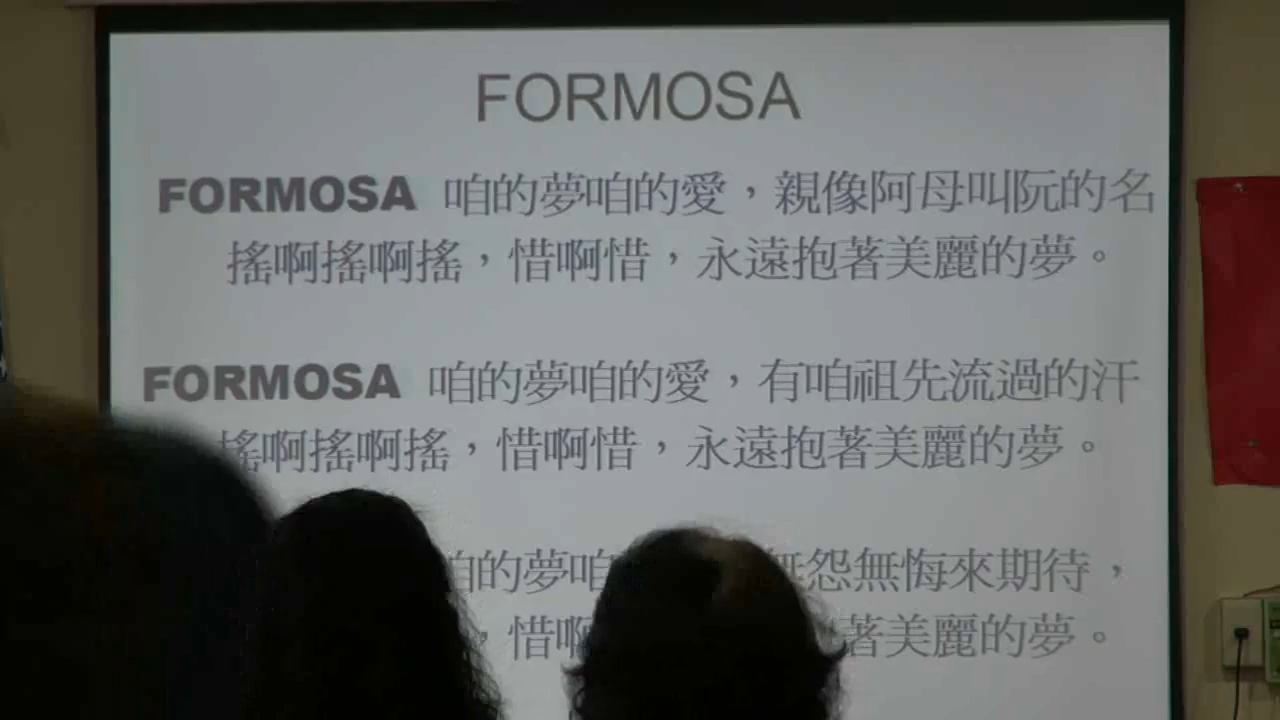 FORMOSA
FORMOSA 咱的夢咱的愛，親像阿母叫阮的名
搖啊搖啊搖，惜啊惜，永遠抱著美麗的夢。
FORMOSA 咱的夢咱的愛，有咱祖先流過的汗
搖啊搖啊搖，惜啊惜，永遠抱著美麗的夢。
咱的夢咱 無怨無悔來期待，
，惜啊 著美麗的夢。